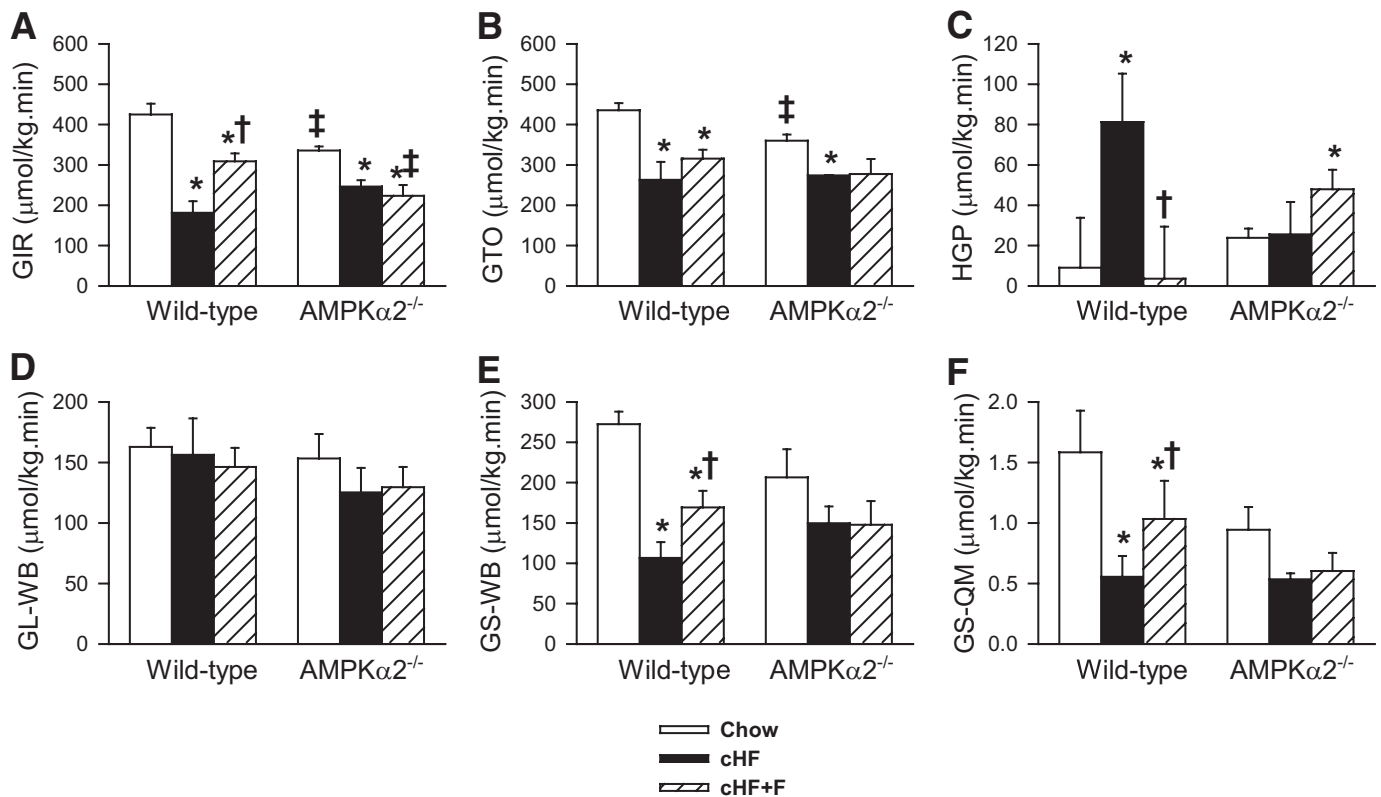 A
GIR (μmol/kg.min)
600
500
400
300
200
100
0
*
*†
‡
*
*‡
Wild-type
AMPKα2-/-
B
GTO (μmol/kg.min)
600
500
400
300
200
100
0
*
*
‡
*
Wild-type
AMPKα2-/-
C
HGP (μmol/kg.min)
120
100
80
60
40
20
0
*
†
*
Wild-type
AMPKα2-/-
D
GL-WB (μmol/kg.min)
200
150
100
50
0
Wild-type
AMPKα2-/-
E
GS-WB (μmol/kg.min)
300
250
200
150
100
50
0
*
*†
Wild-type
AMPKα2-/-
F
GS-QM (μmol/kg.min)
2.0
1.5
1.0
0.5
0.0
*
*†
Wild-type
AMPKα2-/-
Chow
cHF
cHF+F